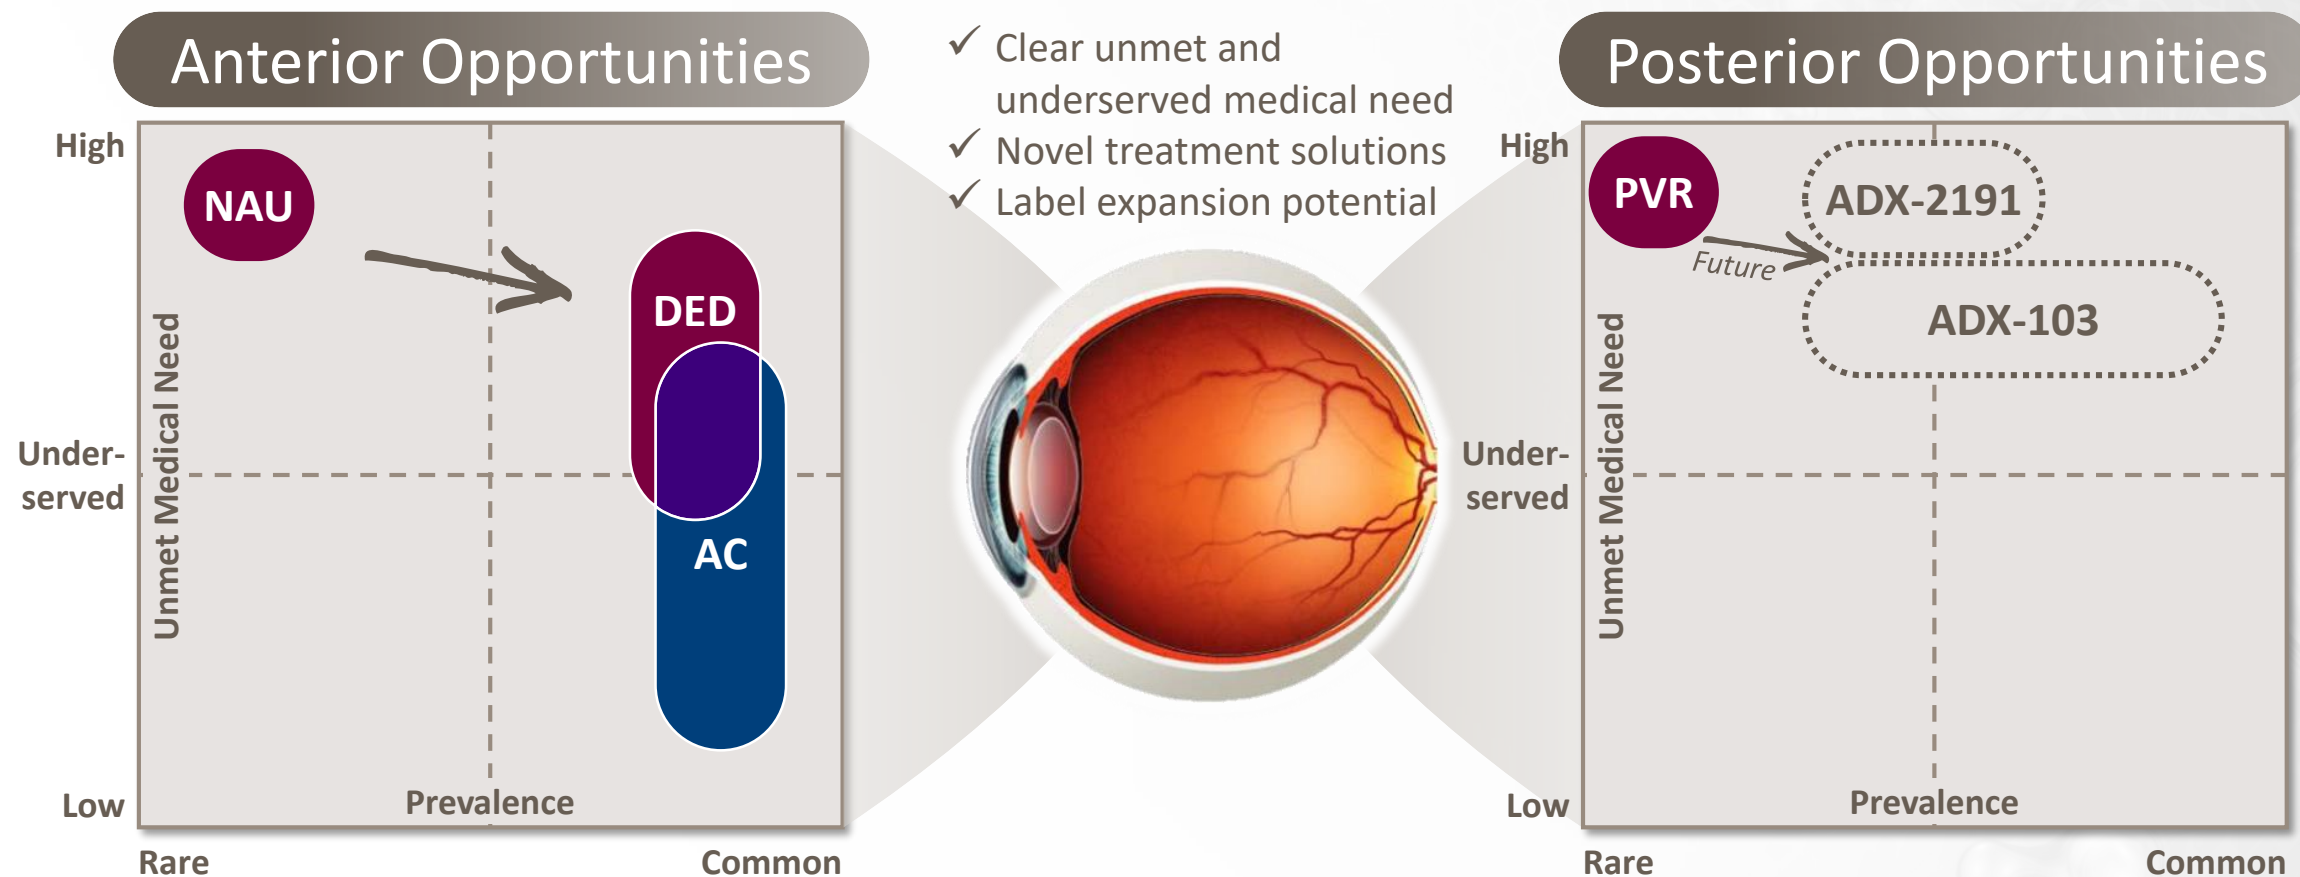 Anterior Opportunities
High
Under-
served
Low
Unmet Medical Need
NAU
DED
AC
Prevalence
Rare
Common
✓ Clear unmet and
underserved medical need
✓ Novel treatment solutions
✓ Label expansion potential
Posterior Opportunities
High
Under-
served
Low
Unmet Medical Need
PVR
Future
ADX-2191
ADX-103
Prevalence
Rare
Common